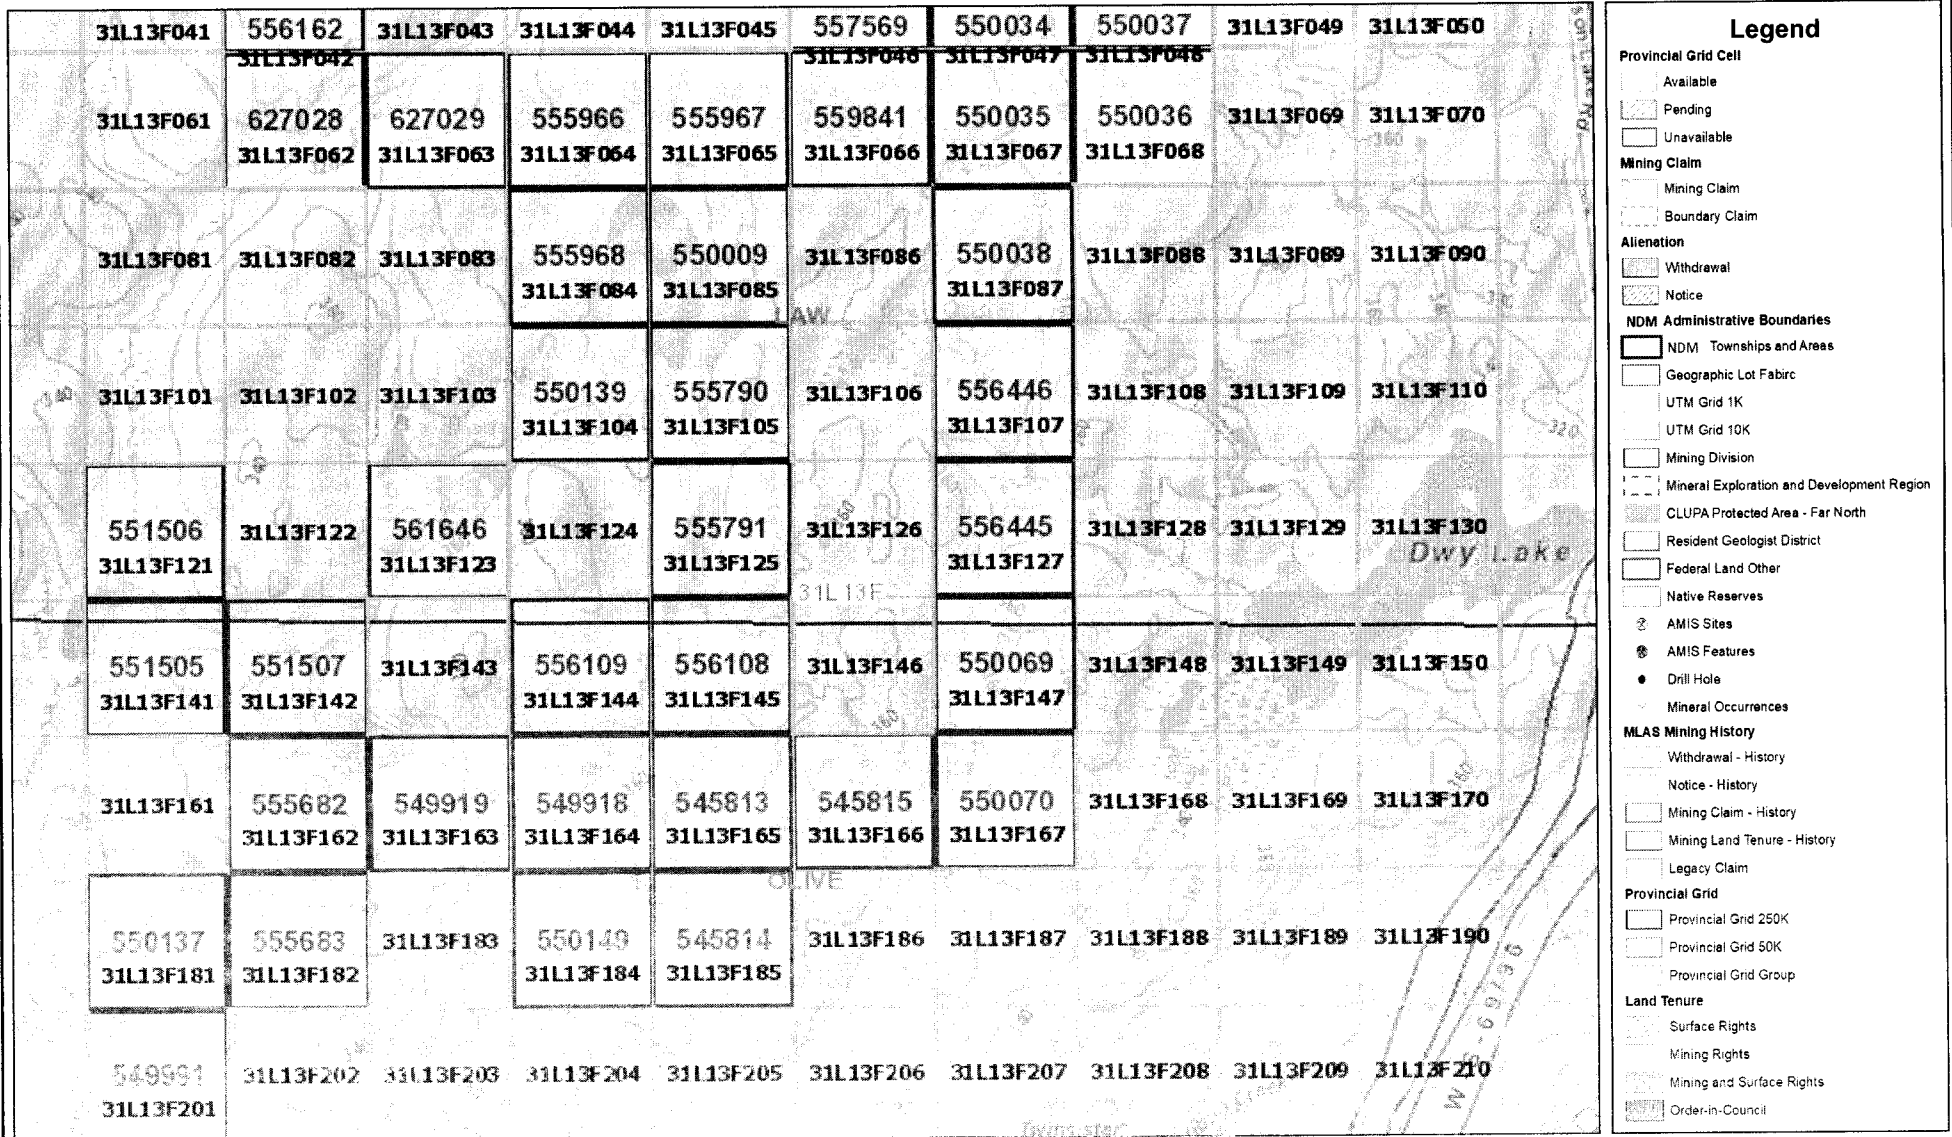 31L13F041 556162 31L13F043 31L13F044 31L13F045 557569 550034 550037 31L13F049 31L13F050
31L13F042 31L13F046 31L13F047 31L13F048
31L13F061 627028 627029 555966 555967 559841 550035 550036 31L13F069 31L13F070
31L13F062 31L13F063 31L13F064 31L13F065 31L13F066 31L13F067 31L13F068
360
31L13F081 31L13F082 31L13F083 555968 550009 31L13F086 550038 31L13F088 31L13F089 31L13F090
31L13F084 31L13F085 31L13F087
LAW
31L13F101 31L13F102 31L13F103 550139 555790 31L13F106 556446 31L13F108 31L13F109 31L13F110
31L13F104 31L13F105 31L13F107
320
340
551506 31L13F122 561646 31L13F124 555791 31L13F126 556445 31L13F128 31L13F129 31L13F130
31L13F121 31L13F123 31L13F125 31L13F127
Dwy Lake
31L13F
551505 551507 31L13F143 556109 556108 31L13F146 550069 31L13F148 31L13F149 31L13F150
31L13F141 31L13F142 31L13F144 31L13F145 31L13F147
360
31L13F161 555682 549919 549918 545813 545815 550070 31L13F168 31L13F169 31L13F170
31L13F162 31L13F163 31L13F164 31L13F165 31L13F166 31L13F167
OLIVE
550137 555683 31L13F183 550149 545814 31L13F186 31L13F187 31L13F188 31L13F189 31L13F190
31L13F181 31L13F182 31L13F184 31L13F185
549991 31L13F202 31L13F203 31L13F204 31L13F205 31L13F206 31L13F207 31L13F208 31L13F209 31L13F210
31L13F201
Legend
Provincial Grid Cell
Available
Pending
Unavailable
Mining Claim
Mining Claim
Boundary Claim
Alienation
Withdrawal
Notice
NDM Administrative Boundaries
NDM Townships and Areas
Geographic Lot Fabirc
UTM Grid 1K
UTM Grid 10K
Mining Division
Mineral Exploration and Development Region
CLUPA Protected Area - Far North
Resident Geologist District
Federal Land Other
Native Reserves
AMIS Sites
AMIS Features
Drill Hole
Mineral Occurrences
MLAS Mining History
Withdrawal - History
Notice - History
Mining Claim - History
Mining Land Tenure - History
Legacy Claim
Provincial Grid
Provincial Grid 250K
Provincial Grid 50K
Provincial Grid Group
Land Tenure
Surface Rights
Mining Rights
Mining and Surface Rights
Order-in-Council